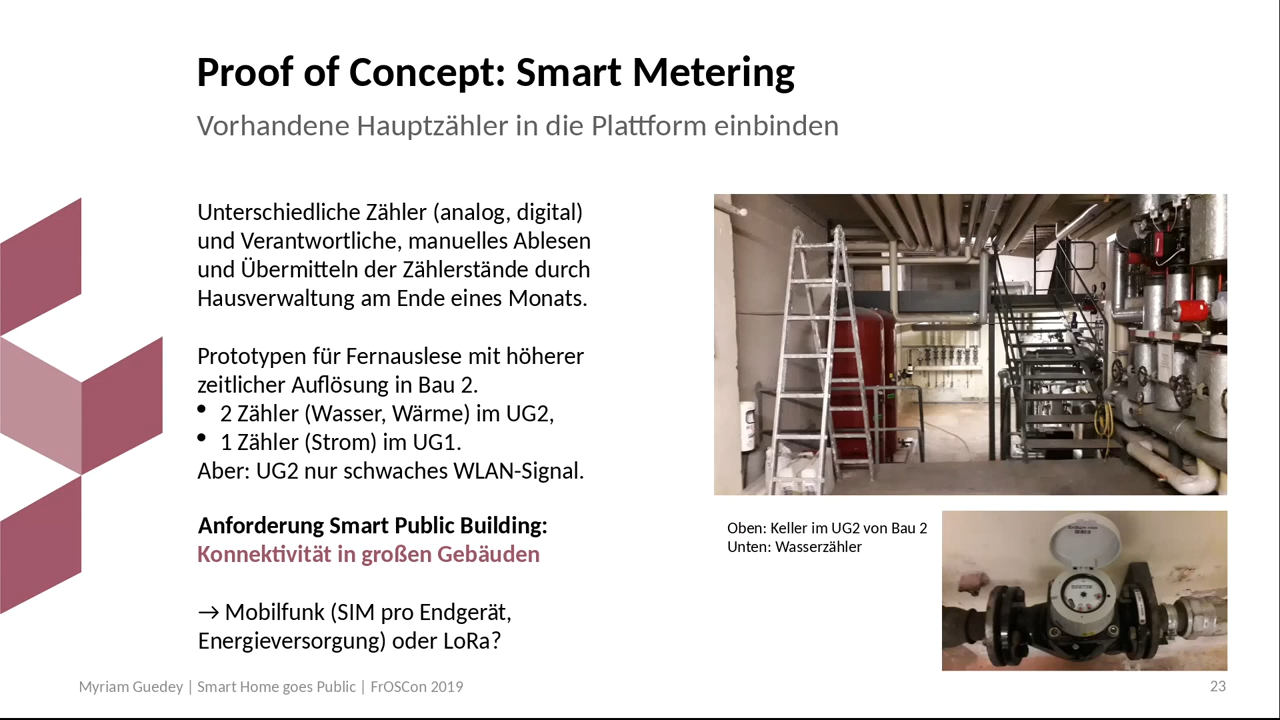 Proof of Concept: Smart Metering
Vorhandene Hauptzähler in die Plattform einbinden
Unterschiedliche Zähler (analog, digital)
und Verantwortliche, manuelles Ablesen
und Übermitteln der Zählerstände durch
Hausverwaltung am Ende eines Monats.
Prototypen für Fernauslese mit höherer
zeitlicher Auflösung in Bau 2.
• 2 Zähler (Wasser, Wärme) im UG2,
• 1 Zähler (Strom) im UG1.
Aber: UG2 nur schwaches WLAN-Signal.
Anforderung Smart Public Building:
Konnektivität in großen Gebäuden
→ Mobilfunk (SIM pro Endgerät,
Energieversorgung) oder LoRa?
Oben: Keller im UG2 von Bau 2
Unten: Wasserzähler
Myriam Guedey | Smart Home goes Public | FrOSCon 2019
23